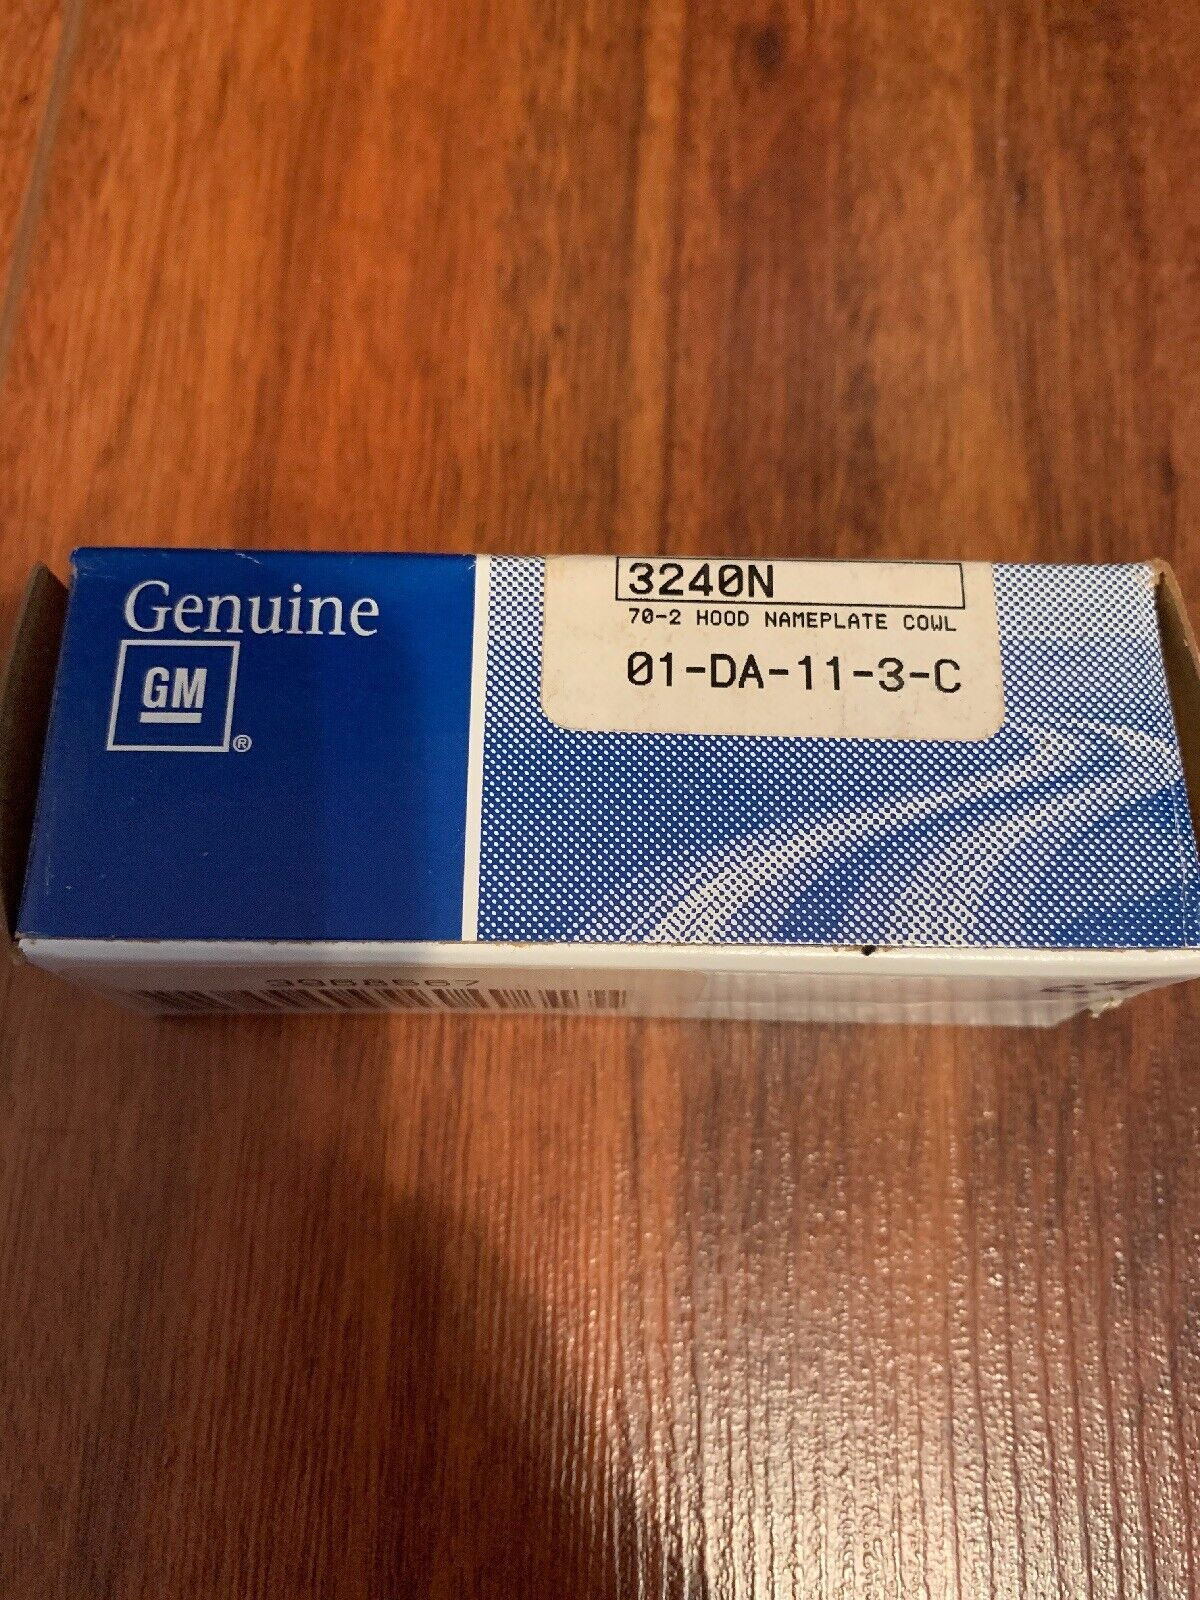 Genuine
GM
®
3240N
70-2 HOOD NAMEPLATE COWL
01-DA-11-3-C